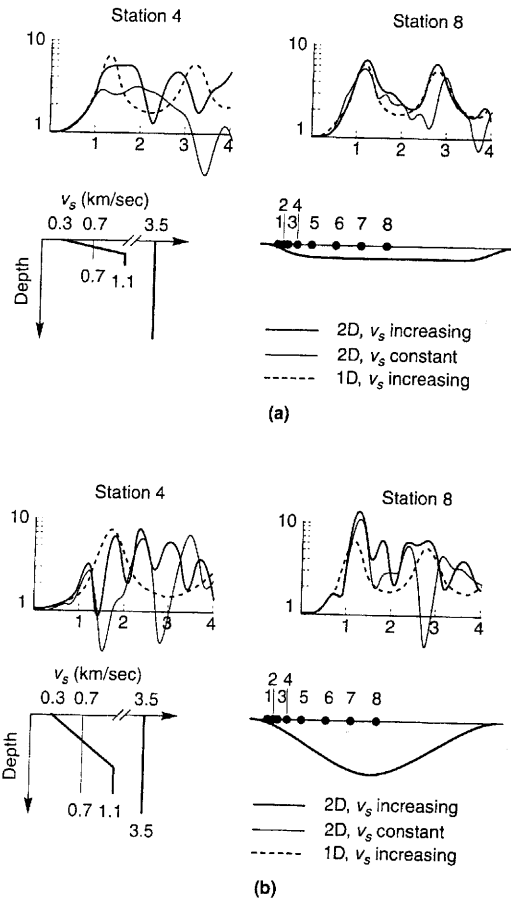 Station 4
Station 8
10
1
1 2 3 4
10
1
1 2 3 4
v_s (km/sec)
0.3 0.7 3.5
0.7
1.1
Depth
2 4
1 3 5 6 7 8
2D, v_s increasing
2D, v_s constant
1D, v_s increasing
(a)
Station 4
Station 8
10
1
1 2 3 4
10
1
1 2 3 4
v_s (km/sec)
0.3 0.7 3.5
0.7
1.1
3.5
Depth
2 4
1 3 5 6 7 8
2D, v_s increasing
2D, v_s constant
1D, v_s increasing
(b)